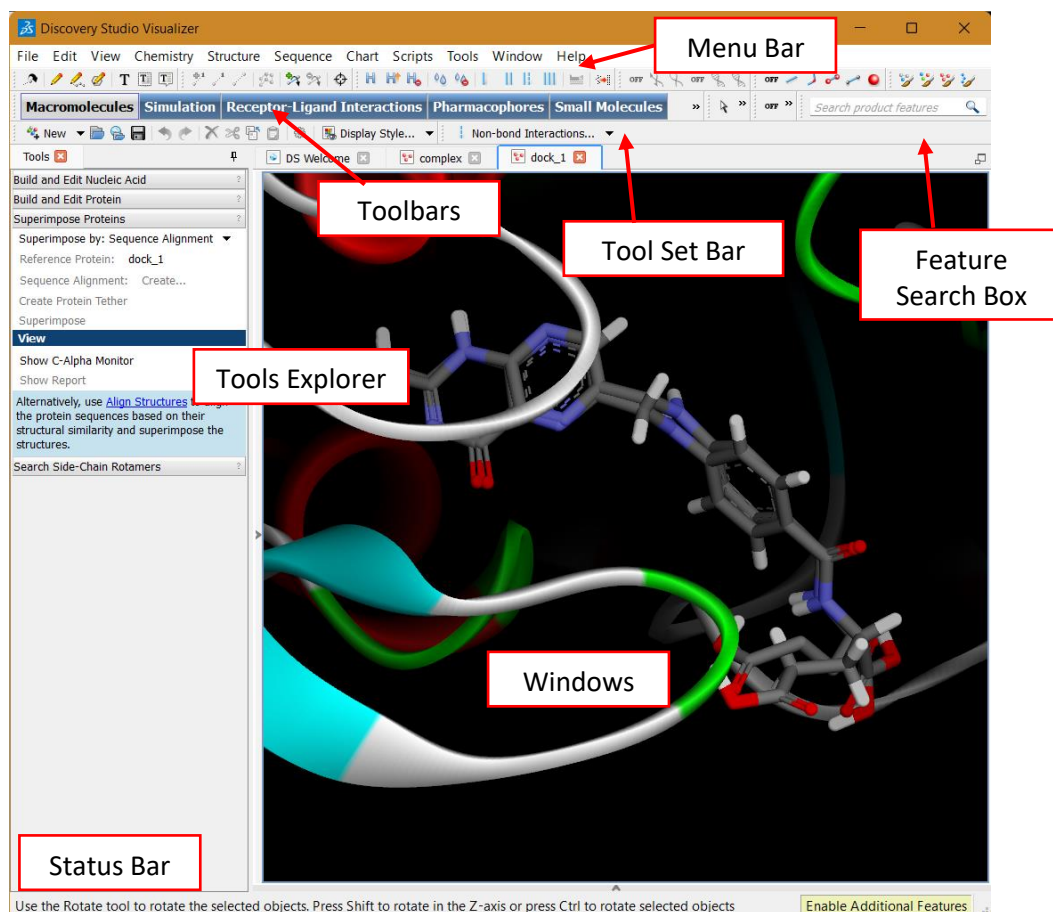 Discovery Studio Visualizer
File Edit View Chemistry Structure Sequence Chart Scripts Tools Window Help
Menu Bar
OFF OFF OFF
Macromolecules Simulation Receptor-Ligand Interactions Pharmacophores Small Molecules » » OFF » Search product features
New Display Style... Non-bond Interactions...
Tools DS Welcome complex dock_1
Build and Edit Nucleic Acid ?
Build and Edit Protein ?
Superimpose Proteins ?
Superimpose by: Sequence Alignment
Reference Protein: dock_1
Sequence Alignment: Create...
Create Protein Tether
Superimpose
View
Show C-Alpha Monitor
Show Report
Alternatively, use Align Structures
the protein sequences based on their
structural similarity and superimpose the
structures.
Search Side-Chain Rotamers ?
Toolbars
Tool Set Bar
Feature
Search Box
Tools Explorer
Windows
Status Bar
Use the Rotate tool to rotate the selected objects. Press Shift to rotate in the Z-axis or press Ctrl to rotate selected objects
Enable Additional Features